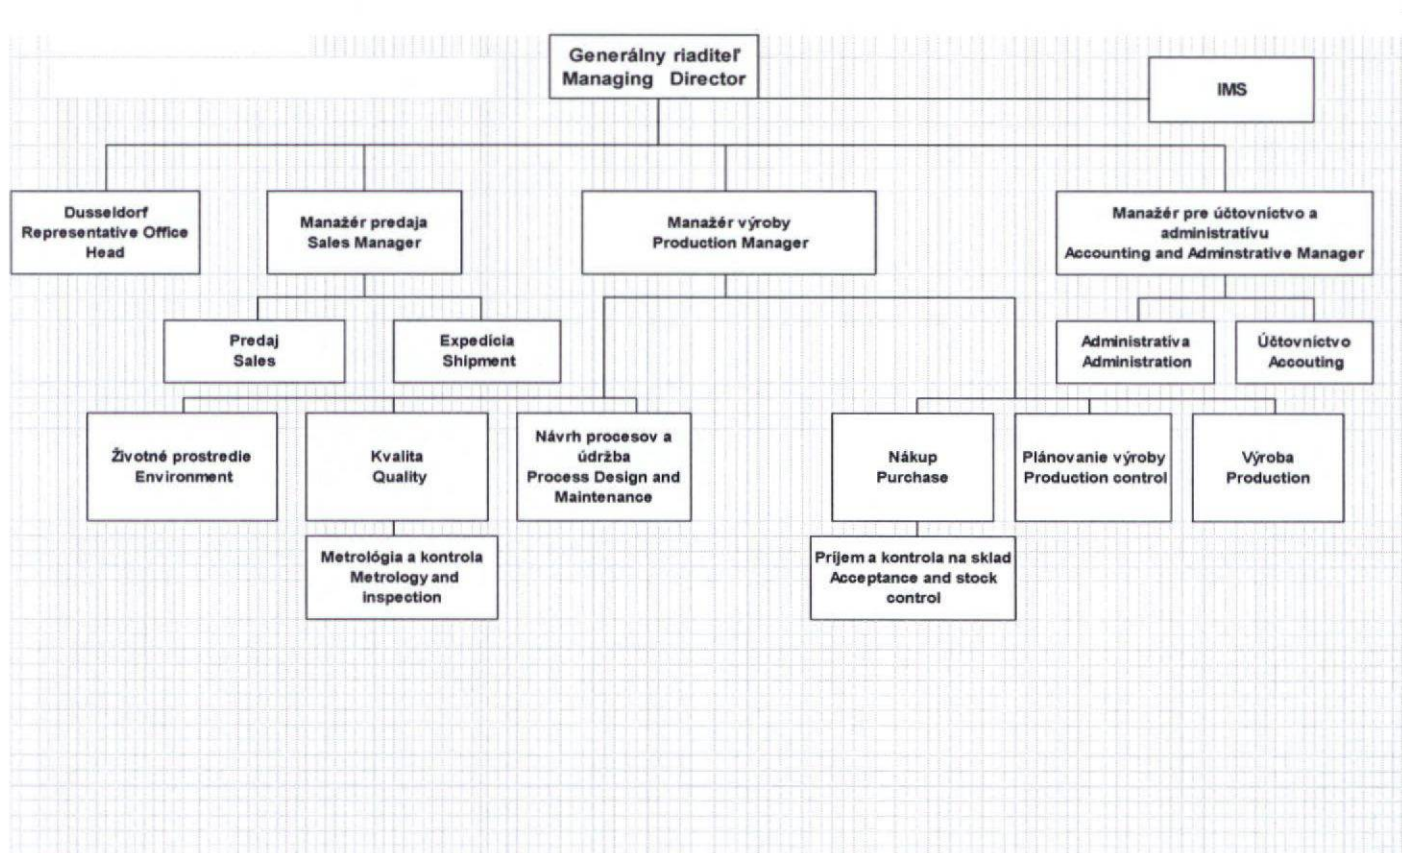 Generálny riaditeľ
Managing Director
IMS
Dusseldorf
Representative Office
Head
Manažér predaja
Sales Manager
Manažér výroby
Production Manager
Manažér pre účtovníctvo a
administratívu
Accounting and Adminstrative Manager
Predaj
Sales
Expedícia
Shipment
Administratíva
Administration
Účtovníctvo
Accouting
Životné prostredie
Environment
Kvalita
Quality
Návrh procesov a
údržba
Process Design and
Maintenance
Nákup
Purchase
Plánovanie výroby
Production control
Výroba
Production
Metrológia a kontrola
Metrology and
inspection
Príjem a kontrola na sklad
Acceptance and stock
control